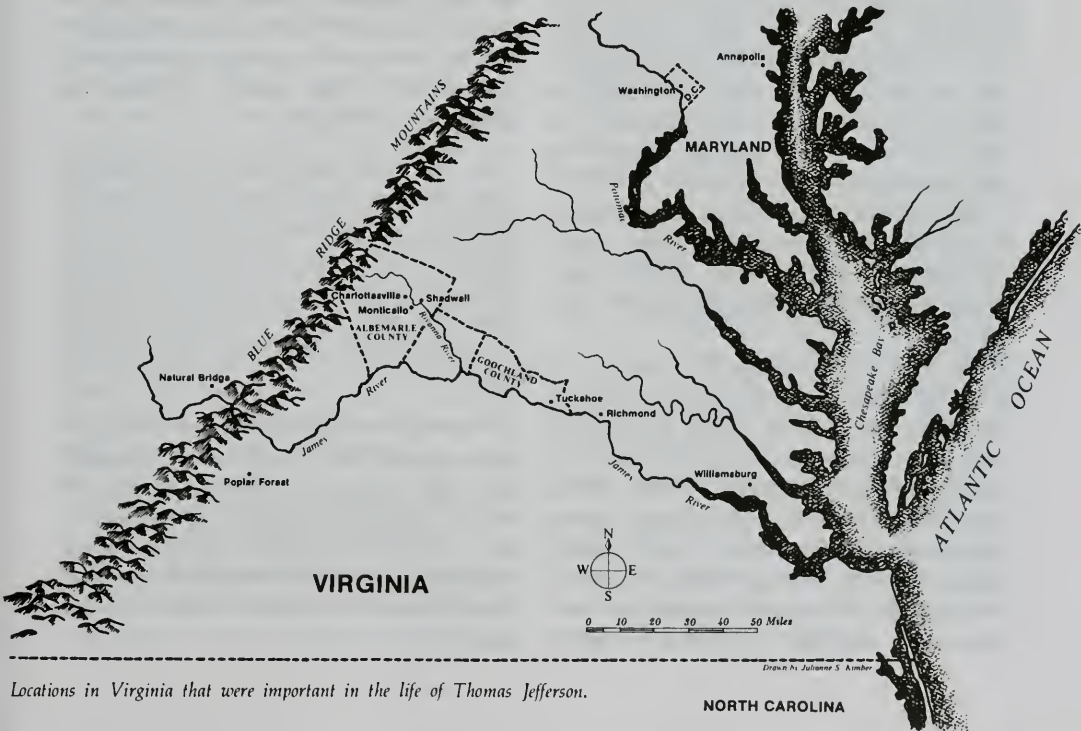 Annapolis
Washington
D.C.
MOUNTAINS
MARYLAND
Potomac
River
RIDGE
Charlottesville
Shadwell
Monticello
Rivanna River
ALBEMARLE
COUNTY
BLUE
GOOCHLAND
COUNTY
Chesapeake Bay
OCEAN
Natural Bridge
River
Tuckahoe
Richmond
James
James
Williamsburg
River
Poplar Forest
ATLANTIC
N
W E
S
VIRGINIA
0 10 20 30 40 50 Miles
Drawn by Julianne S. Kimber
Locations in Virginia that were important in the life of Thomas Jefferson.
NORTH CAROLINA